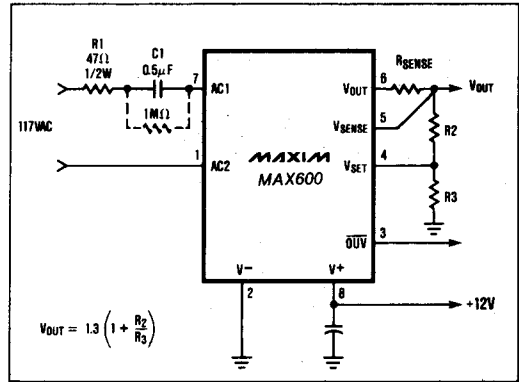 R1
47Ω
1/2W
C1
0.5µF
1MΩ
117VAC
7
AC1
1
AC2
MAXIM
MAX600
VOUT
6
RSENSE
VOUT
VSENSE
5
R2
VSET
4
R3
OUV
3
V−
2
V+
8
+12V
VOUT = 1.3 (1 + R2/R3)